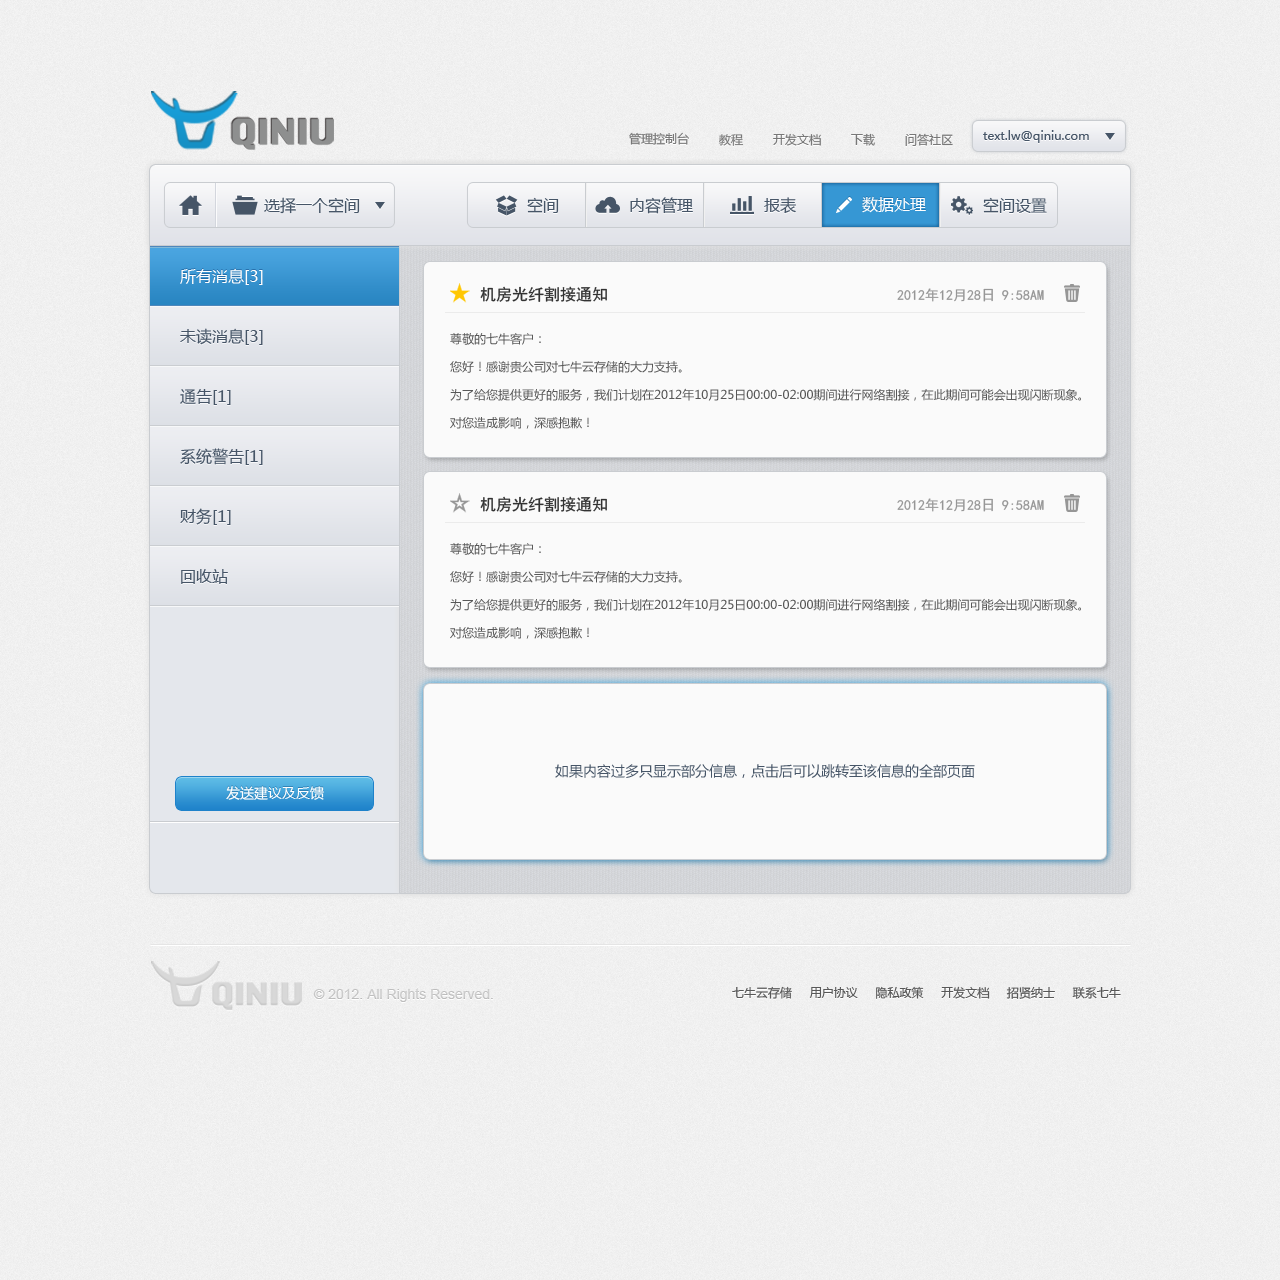 QINIU
管理控制台 教程 开发文档 下载 问答社区 text.lw@qiniu.com
选择一个空间 空间 内容管理 报表 数据处理 空间设置
所有消息[3]
未读消息[3]
通告[1]
系统警告[1]
财务[1]
回收站
发送建议及反馈
机房光纤割接通知 2012年12月28日 9:58AM
尊敬的七牛客户：
您好！感谢贵公司对七牛云存储的大力支持。
为了给您提供更好的服务，我们计划在2012年10月25日00:00-02:00期间进行网络割接，在此期间可能会出现闪断现象。
对您造成影响，深感抱歉！
机房光纤割接通知 2012年12月28日 9:58AM
尊敬的七牛客户：
您好！感谢贵公司对七牛云存储的大力支持。
为了给您提供更好的服务，我们计划在2012年10月25日00:00-02:00期间进行网络割接，在此期间可能会出现闪断现象。
对您造成影响，深感抱歉！
如果内容过多只显示部分信息，点击后可以跳转至该信息的全部页面
QINIU © 2012. All Rights Reserved. 七牛云存储 用户协议 隐私政策 开发文档 招贤纳士 联系七牛